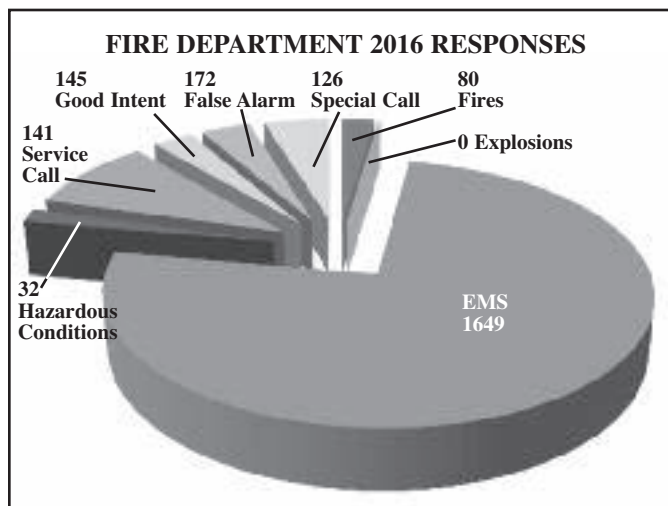 FIRE DEPARTMENT 2016 RESPONSES
145
Good Intent
172
False Alarm
126
Special Call
80
Fires
0 Explosions
141
Service
Call
32
Hazardous
Conditions
EMS
1649